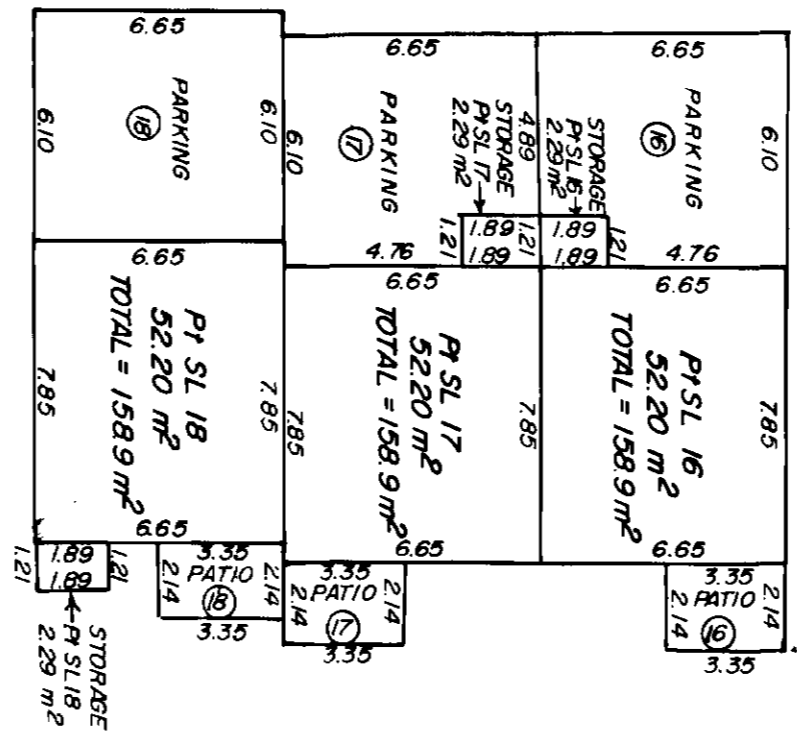 6.65
6.65
6.65
6.10
PARKING
18
6.10
6.10
PARKING
17
4.89
STORAGE
Pt SL 17
2.29 m²
STORAGE
Pt SL 16
2.29 m²
PARKING
16
6.10
1.21
1.89
1.89
1.21
1.89
1.89
1.21
4.76
4.76
6.65
6.65
6.65
7.85
Pt SL 18
52.20 m²
TOTAL = 158.9 m²
7.85
7.85
Pt SL 17
52.20 m²
TOTAL = 158.9 m²
7.85
Pt SL 16
52.20 m²
TOTAL = 158.9 m²
7.85
6.65
6.65
6.65
1.21
1.89
1.89
1.21
STORAGE
Pt SL 18
2.29 m²
3.35
2.14
PATIO
18
2.14
3.35
3.35
2.14
PATIO
17
2.14
3.35
3.35
2.14
PATIO
16
2.14
3.35